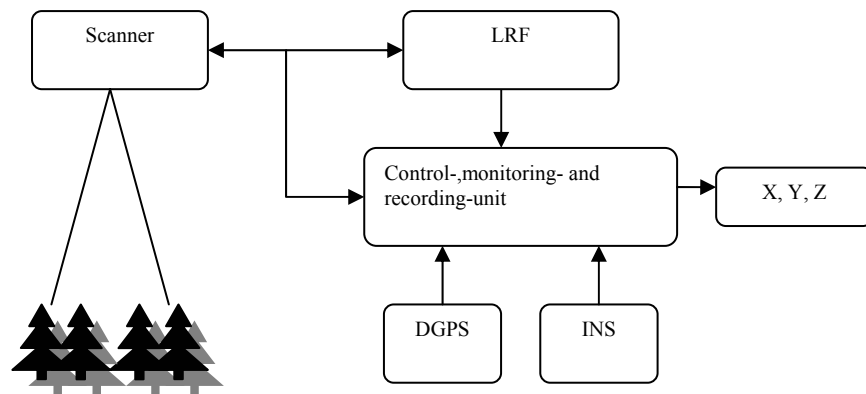 Scanner
LRF
Control-,monitoring- and
recording-unit
X, Y, Z
DGPS
INS